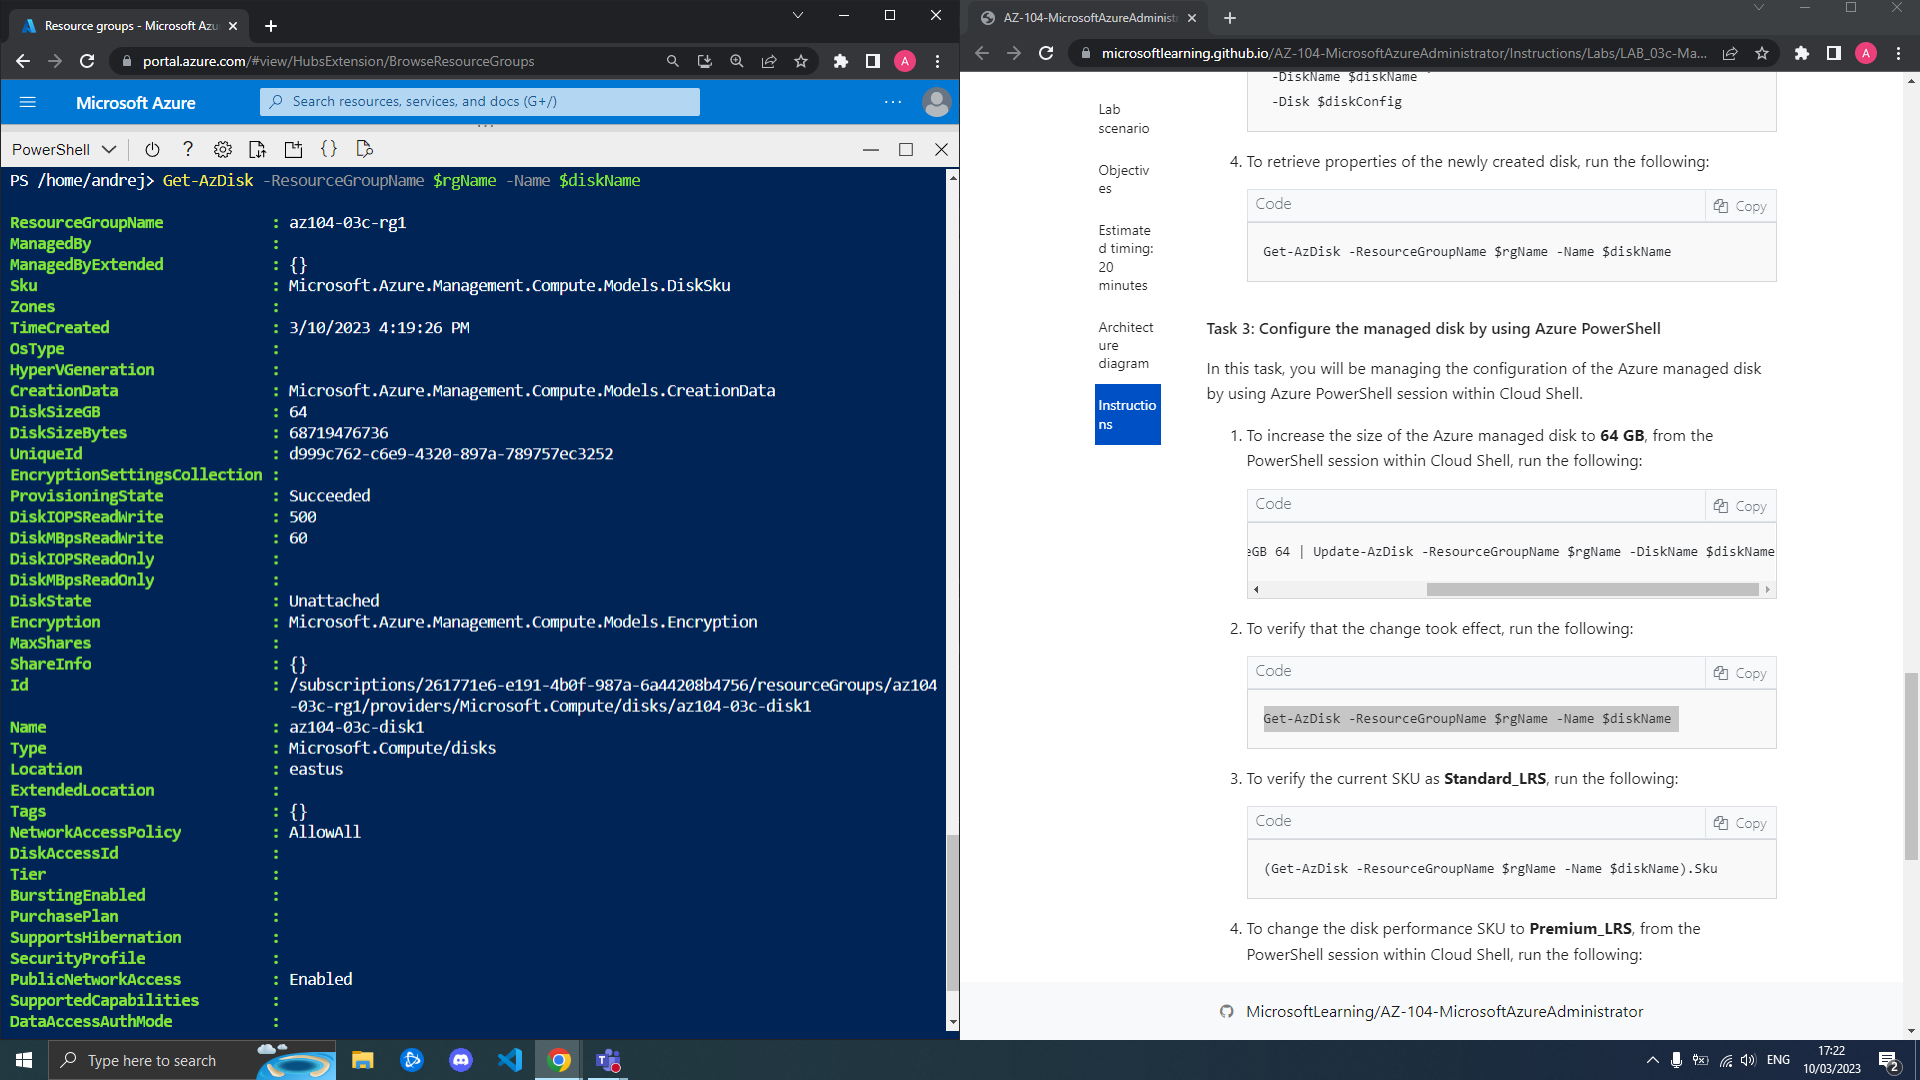 Resource groups - Microsoft Azu
portal.azure.com/#view/HubsExtension/BrowseResourceGroups
A
Microsoft Azure
Search resources, services, and docs (G+/)
PowerShell
PS /home/andrej> Get-AzDisk -ResourceGroupName $rgName -Name $diskName
ResourceGroupName : az104-03c-rg1
ManagedBy :
ManagedByExtended : {}
Sku : Microsoft.Azure.Management.Compute.Models.DiskSku
Zones :
TimeCreated : 3/10/2023 4:19:26 PM
OsType :
HyperVGeneration :
CreationData : Microsoft.Azure.Management.Compute.Models.CreationData
DiskSizeGB : 64
DiskSizeBytes : 68719476736
UniqueId : d999c762-c6e9-4320-897a-789757ec3252
EncryptionSettingsCollection :
ProvisioningState : Succeeded
DiskIOPSReadWrite : 500
DiskMBpsReadWrite : 60
DiskIOPSReadOnly :
DiskMBpsReadOnly :
DiskState : Unattached
Encryption : Microsoft.Azure.Management.Compute.Models.Encryption
MaxShares :
ShareInfo : {}
Id : /subscriptions/261771e6-e191-4b0f-987a-6a44208b4756/resourceGroups/az104
-03c-rg1/providers/Microsoft.Compute/disks/az104-03c-disk1
Name : az104-03c-disk1
Type : Microsoft.Compute/disks
Location : eastus
ExtendedLocation :
Tags : {}
NetworkAccessPolicy : AllowAll
DiskAccessId :
Tier :
BurstingEnabled :
PurchasePlan :
SupportsHibernation :
SecurityProfile :
PublicNetworkAccess : Enabled
SupportedCapabilities :
DataAccessAuthMode :
AZ-104-MicrosoftAzureAdministr
microsoftlearning.github.io/AZ-104-MicrosoftAzureAdministrator/Instructions/Labs/LAB_03c-Ma...
A
Lab
scenario
Objectiv
es
Estimate
d timing:
20
minutes
Architect
ure
diagram
Instructio
ns
-DiskName $diskName `
-Disk $diskConfig
4. To retrieve properties of the newly created disk, run the following:
Code Copy
Get-AzDisk -ResourceGroupName $rgName -Name $diskName
Task 3: Configure the managed disk by using Azure PowerShell
In this task, you will be managing the configuration of the Azure managed disk
by using Azure PowerShell session within Cloud Shell.
1. To increase the size of the Azure managed disk to 64 GB, from the
PowerShell session within Cloud Shell, run the following:
Code Copy
eGB 64 | Update-AzDisk -ResourceGroupName $rgName -DiskName $diskName
2. To verify that the change took effect, run the following:
Code Copy
Get-AzDisk -ResourceGroupName $rgName -Name $diskName
3. To verify the current SKU as Standard_LRS, run the following:
Code Copy
(Get-AzDisk -ResourceGroupName $rgName -Name $diskName).Sku
4. To change the disk performance SKU to Premium_LRS, from the
PowerShell session within Cloud Shell, run the following:
MicrosoftLearning/AZ-104-MicrosoftAzureAdministrator
Type here to search
ENG
17:22
10/03/2023
2